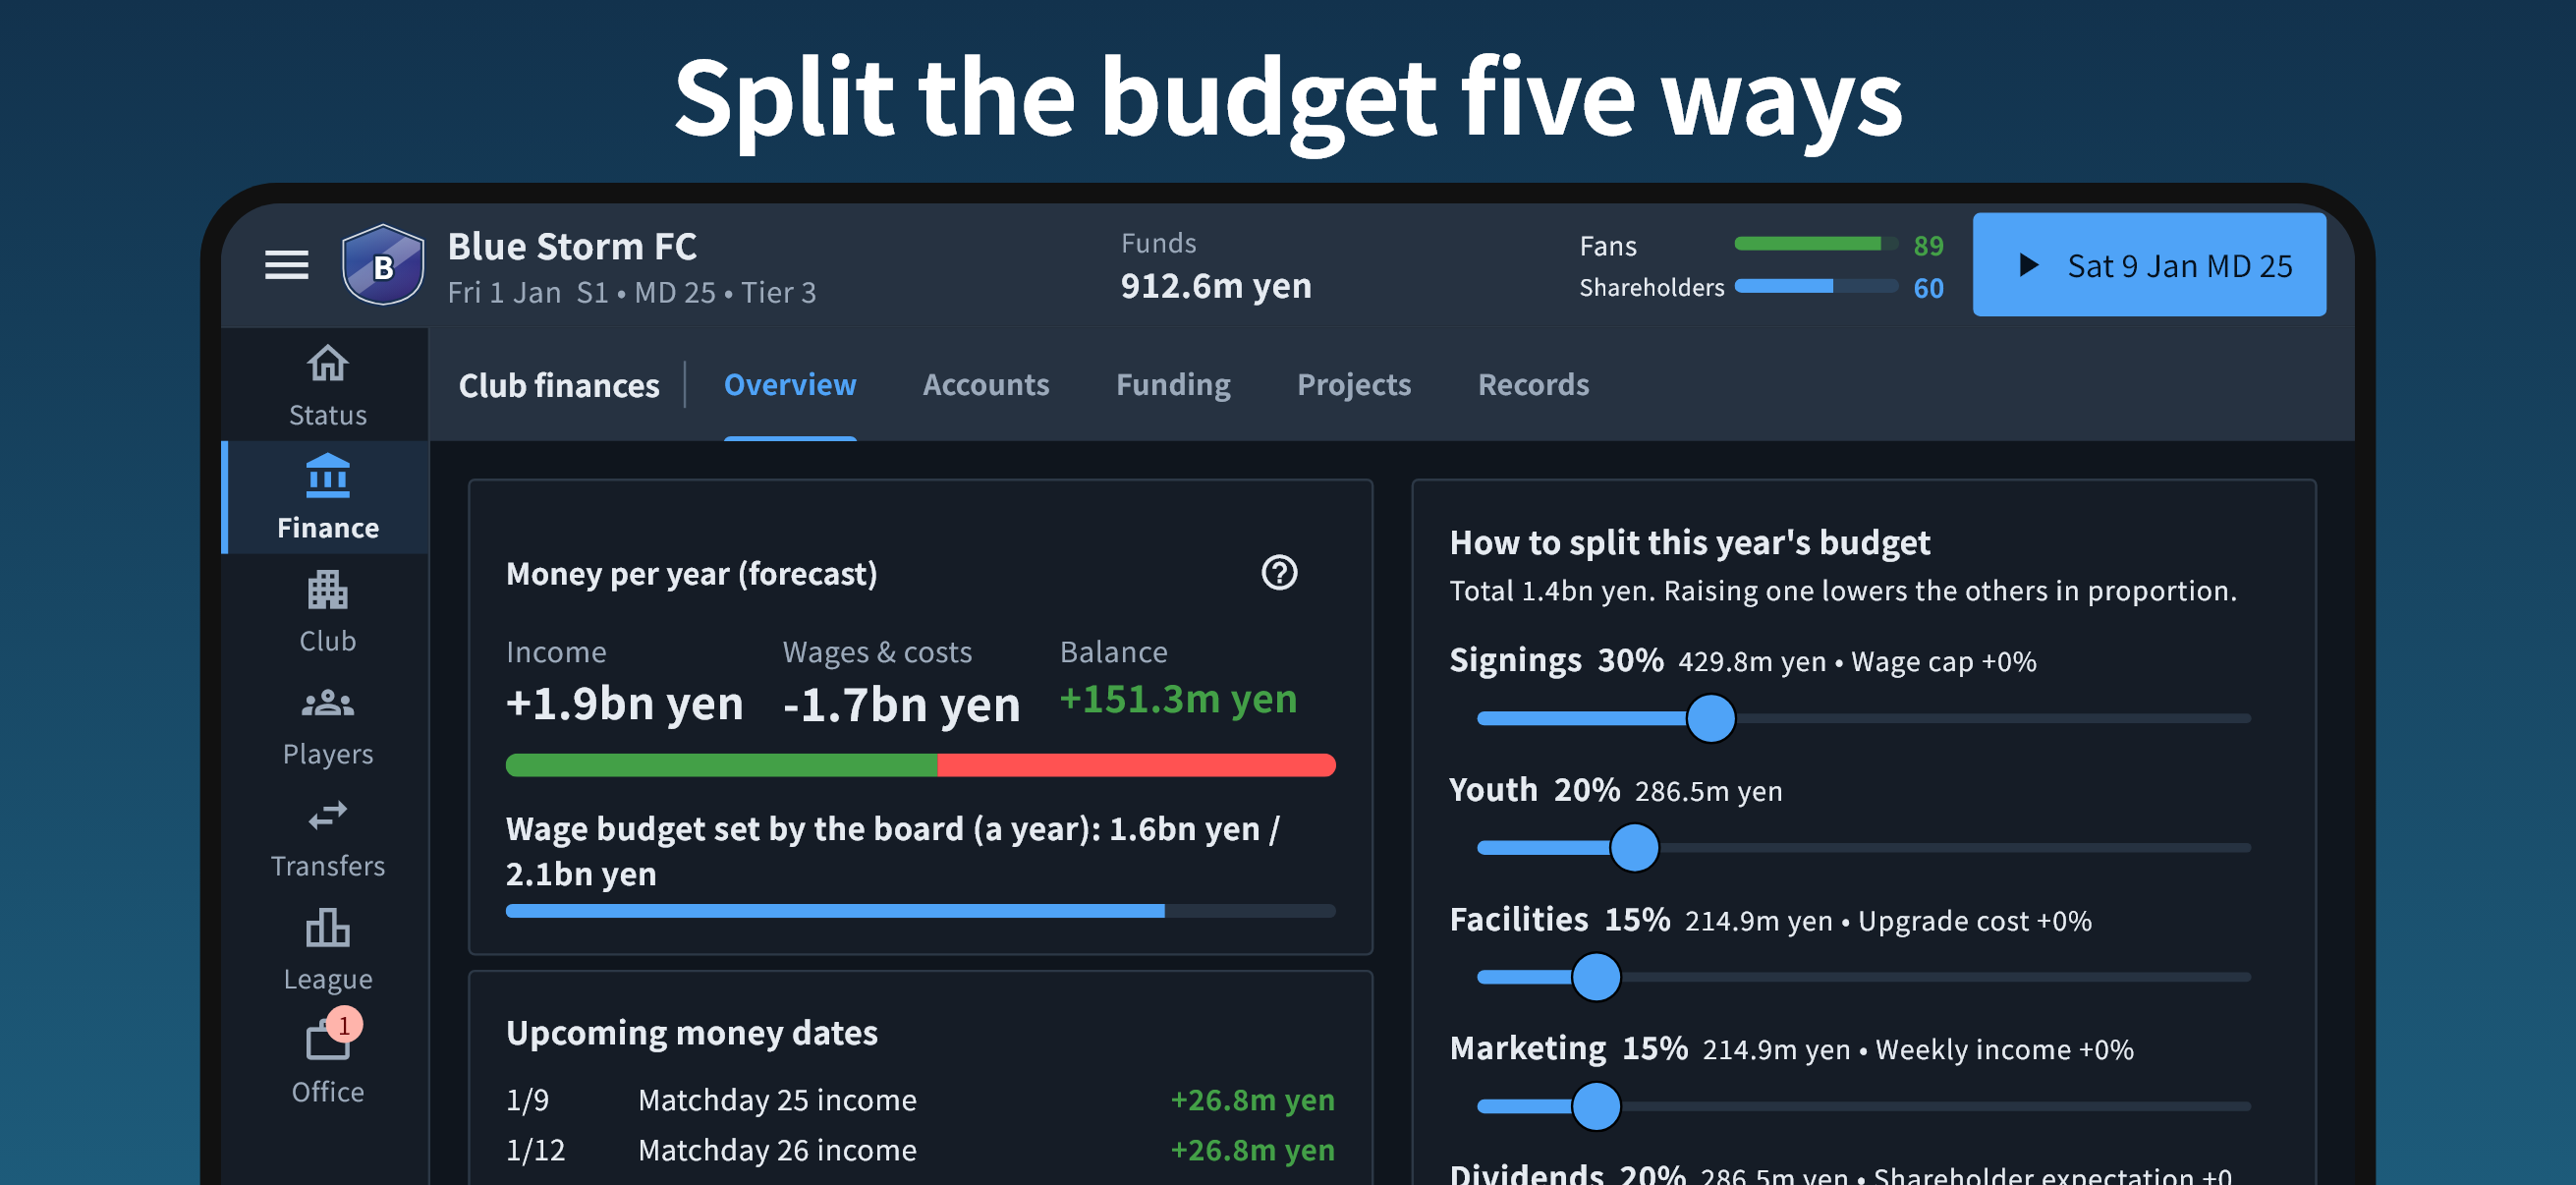 Split the budget five ways
B
Blue Storm FC
Fri 1 Jan S1 • MD 25 • Tier 3
Funds
912.6m yen
Fans 89
Shareholders 60
Sat 9 Jan MD 25
Status
Finance
Club
Players
Transfers
League
1
Office
Club finances
Overview
Accounts
Funding
Projects
Records
Money per year (forecast)
?
Income
+1.9bn yen
Wages & costs
-1.7bn yen
Balance
+151.3m yen
Wage budget set by the board (a year): 1.6bn yen /
2.1bn yen
Upcoming money dates
1/9 Matchday 25 income +26.8m yen
1/12 Matchday 26 income +26.8m yen
How to split this year's budget
Total 1.4bn yen. Raising one lowers the others in proportion.
Signings 30% 429.8m yen • Wage cap +0%
Youth 20% 286.5m yen
Facilities 15% 214.9m yen • Upgrade cost +0%
Marketing 15% 214.9m yen • Weekly income +0%
Dividends 20% 286.5m yen • Shareholder expectation +0